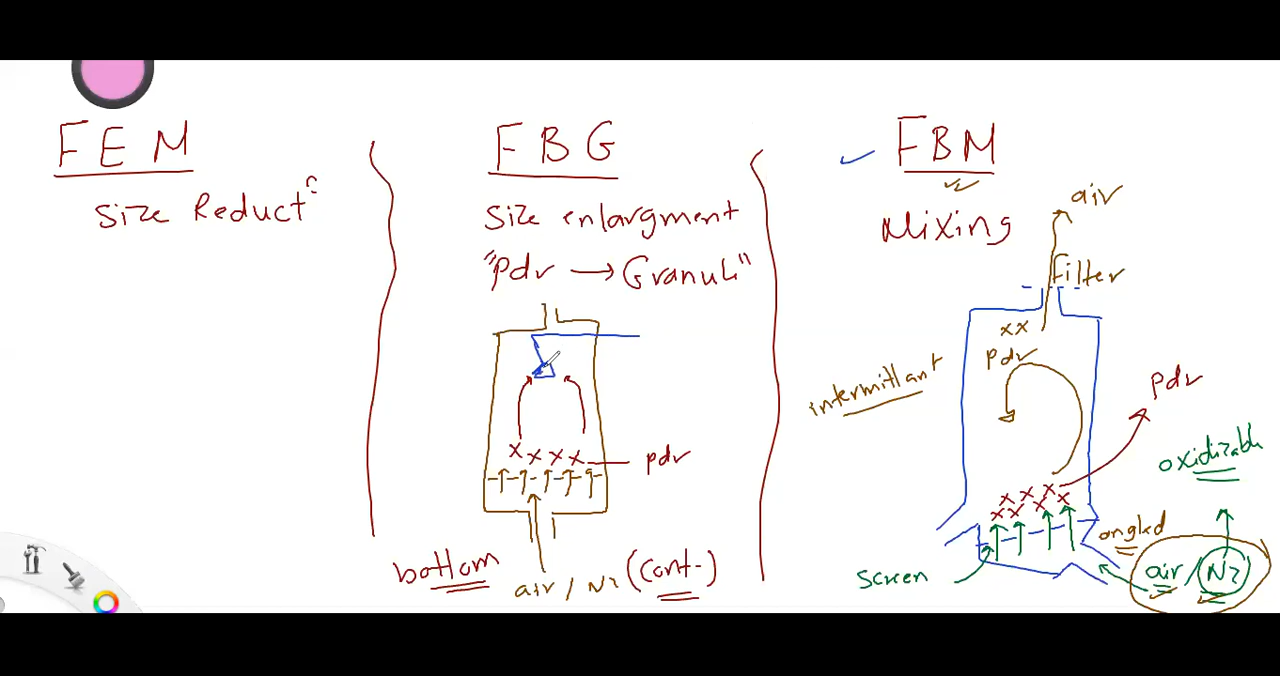 FEM
Size Reduct"
FBG
Size enlargment
"pdr → Granuli"
pdr
bottom
air / N2 (cont-)
FBM
Mixing
air
Filter
xx
pdr
intermittant
pdr
oxidizable
angled
screen
air / N2